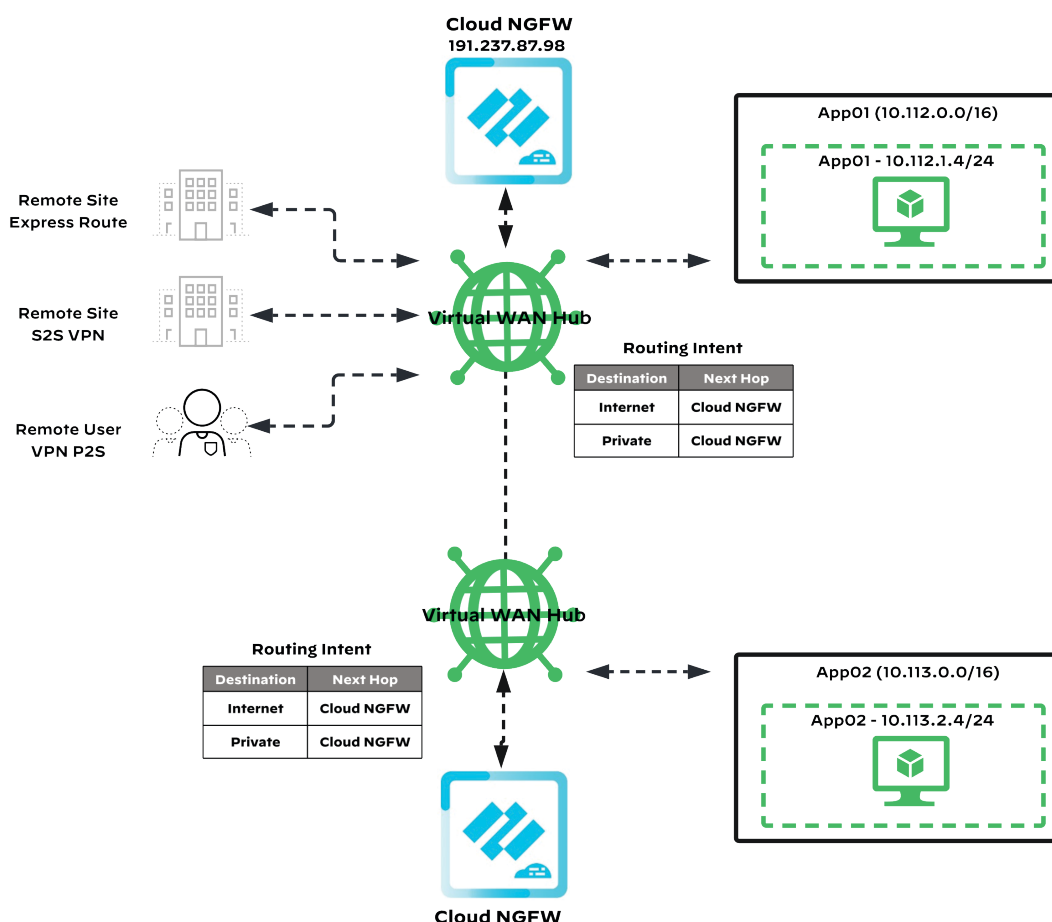 Cloud NGFW
191.237.87.98
App01 (10.112.0.0/16)
App01 - 10.112.1.4/24
Remote Site
Express Route
Remote Site
S2S VPN
Virtual WAN Hub
Routing Intent
Destination Next Hop
Internet Cloud NGFW
Private Cloud NGFW
Remote User
VPN P2S
Virtual WAN Hub
Routing Intent
Destination Next Hop
Internet Cloud NGFW
Private Cloud NGFW
App02 (10.113.0.0/16)
App02 - 10.113.2.4/24
Cloud NGFW